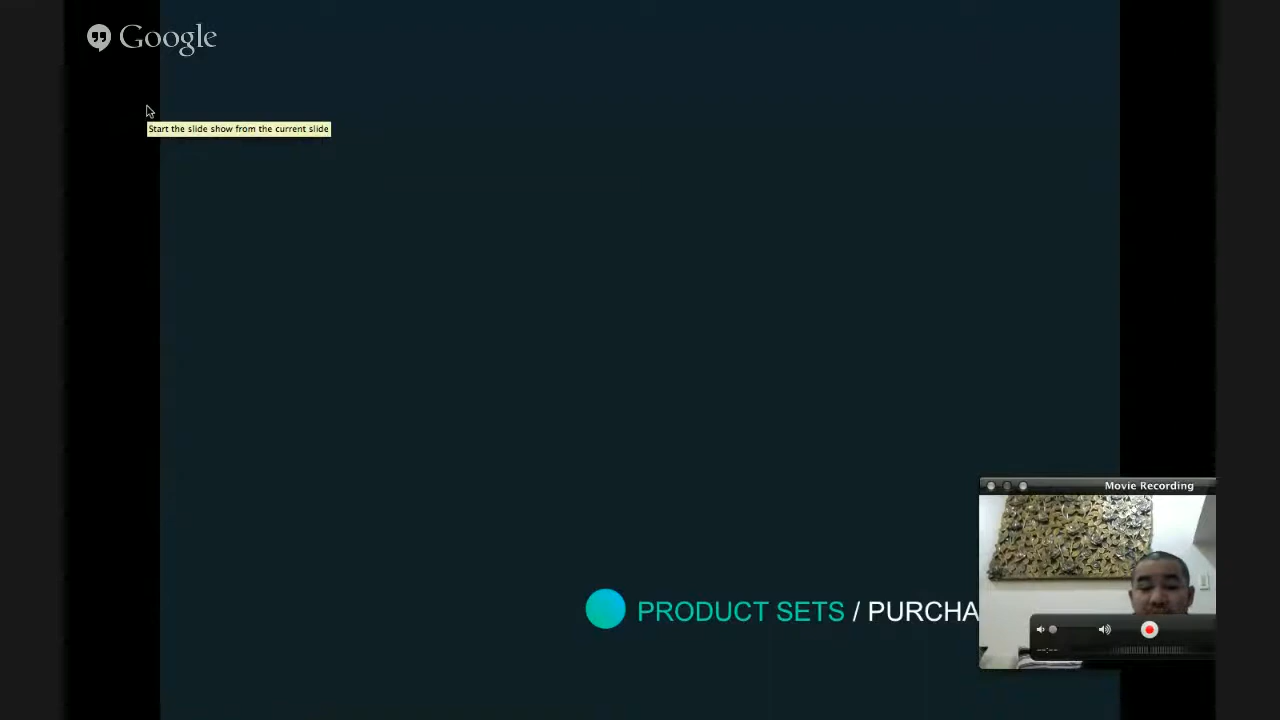 Google
Start the slide show from the current slide
Movie Recording
PRODUCT SETS / PURCHA